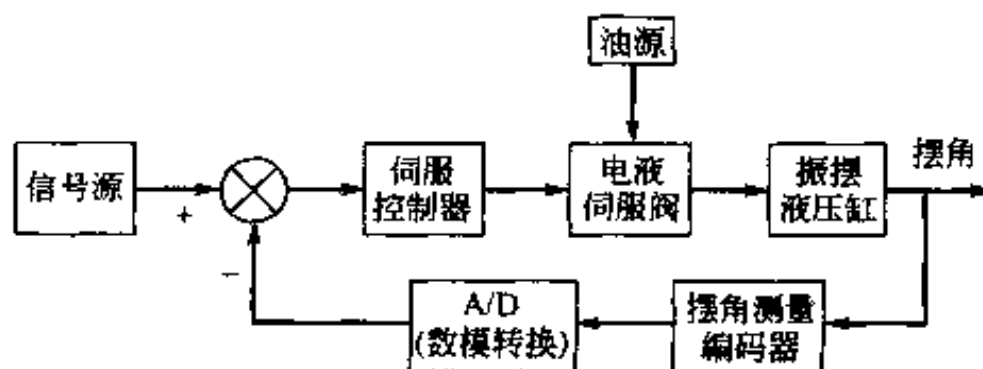 油源
信号源
+
−
伺服
控制器
电液
伺服阀
振摆
液压缸
摆角
A/D
(数模转换)
摆角测量
编码器